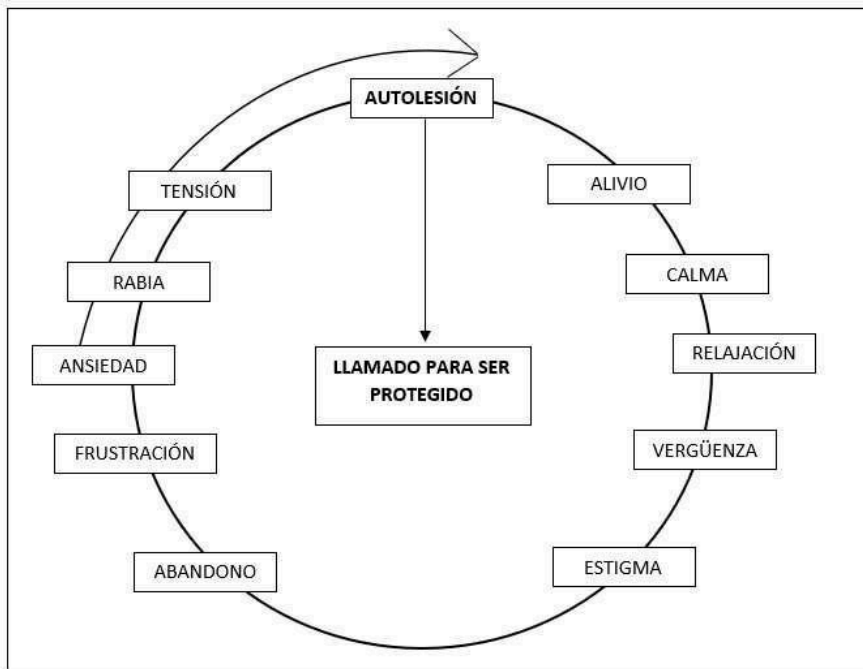 AUTOLESIÓN
TENSIÓN
ALIVIO
RABIA
CALMA
ANSIEDAD
LLAMADO PARA SER
PROTEGIDO
RELAJACIÓN
FRUSTRACIÓN
VERGÜENZA
ABANDONO
ESTIGMA